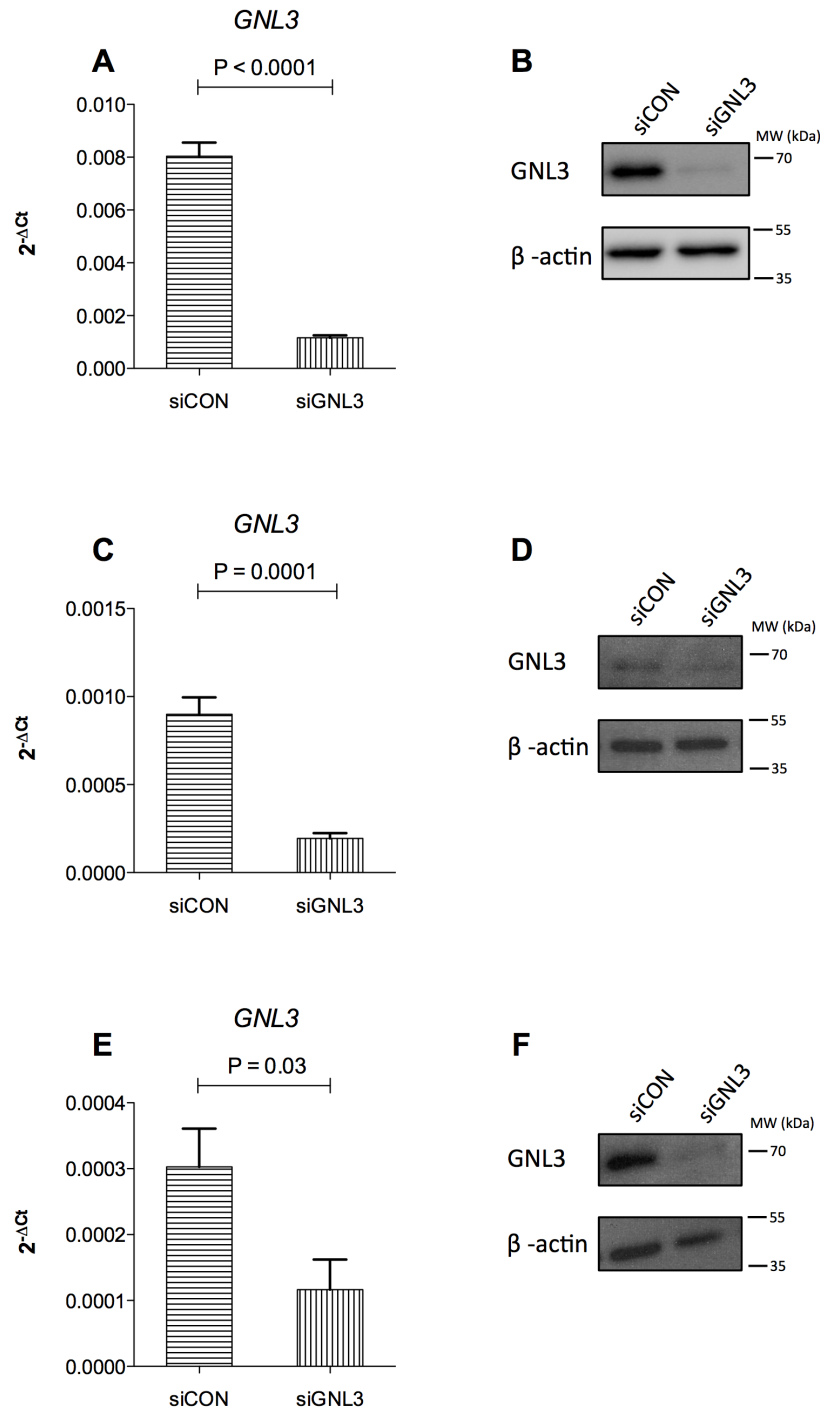 GNL3
A
P < 0.0001
0.010
0.008
0.006
0.004
0.002
0.000
2-ΔCt
siCON siGNL3
B
siCON siGNL3
MW (kDa)
GNL3
70
β -actin
55
35
GNL3
C
P = 0.0001
0.0015
0.0010
0.0005
0.0000
2-ΔCt
siCON siGNL3
D
siCON siGNL3
MW (kDa)
GNL3
70
β -actin
55
35
GNL3
E
P = 0.03
0.0004
0.0003
0.0002
0.0001
0.0000
2-ΔCt
siCON siGNL3
F
siCON siGNL3
MW (kDa)
GNL3
70
β -actin
55
35